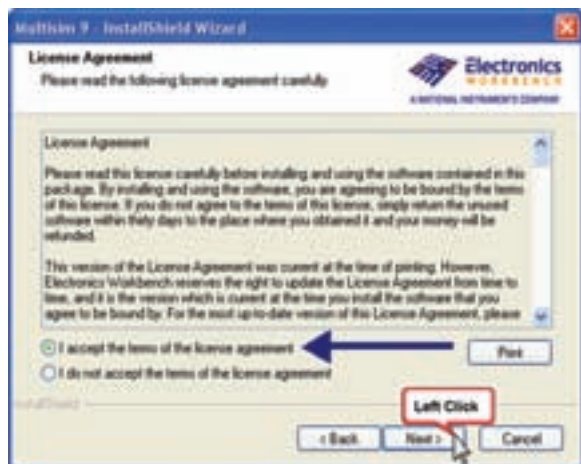 Multisim 9 - InstallShield Wizard
License Agreement
Please read the following license agreement carefully.
Electronics
WORKBENCH
A NATIONAL INSTRUMENTS COMPANY
License Agreement
Please read this license carefully before installing and using the software contained in this
package. By installing and using the software, you are agreeing to be bound by the terms
of this license. If you do not agree to the terms of this license, simply return the unused
software within thirty days to the place where you obtained it and your money will be
refunded.
This version of the License Agreement was current at the time of printing. However,
Electronics Workbench reserves the right to update the License Agreement from time to
time, and it is the version which is current at the time you install the software that you
agree to be bound by. For the most up-to-date version of this License Agreement, please
I accept the terms of the license agreement
Print
I do not accept the terms of the license agreement
InstallShield
Left Click
< Back
Next >
Cancel